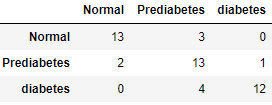 Normal Prediabetes diabetes
Normal 13 3 0
Prediabetes 2 13 1
diabetes 0 4 12